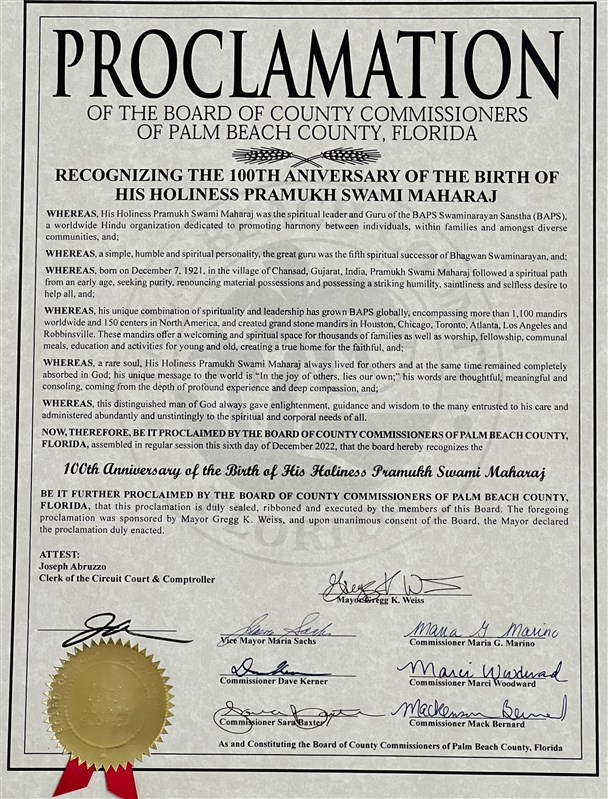 PROCLAMATION
OF THE BOARD OF COUNTY COMMISSIONERS
OF PALM BEACH COUNTY, FLORIDA
RECOGNIZING THE 100TH ANIVERSARY OF THE BIRTH OF
HIS HOLINESS PRAMUKH SWAMI MAHARAJ
WHEREAS, His Holiness Pramukh Swami Maharaj was the spiritual leader and Guru of the BAPS Swaminarayan Sanstha (BAPS),
a worldwide Hindu organization dedicated to promoting harmony between individuals, within families and amongst diverse
communities, and;
WHEREAS, a simple, humble and spiritual personality, the great guru was the fifth spiritual successor of Bhagwan Swaminarayan, and;
WHEREAS, born on December 7, 1921, in the village of Chansad, Gujarat, India, Pramukh Swami Maharaj followed a spiritual path
from an early age, seeking purity, renouncing material possessions and possessing a striking humility, saintliness and selfless desire to
help all, and;
WHEREAS, his unique combination of spirituality and leadership has grown BAPS globally, encompassing more than 1,100 mandirs
worldwide and 150 centers in North America, and created grand stone mandirs in Houston, Chicago, Toronto, Atlanta, Los Angeles and
Robbinsville. These mandirs offer a welcoming and spiritual space for thousands of families as well as worship, fellowship, communal
meals, education and activities for young and old, creating a true home for the faithful, and;
WHEREAS, a rare soul, His Holiness Pramukh Swami Maharaj always lived for others and at the same time remained completely
absorbed in God; his unique message to the world is “In the joy of others, lies our own;” his words are thoughtful, meaningful and
consoling, coming from the depth of profound experience and deep compassion, and;
WHEREAS, this distinguished man of God always gave enlightenment, guidance and wisdom to the many entrusted to his care and
administered abundantly and unstintingly to the spiritual and corporal needs of all.
NOW, THEREFORE, BE IT PROCLAIMED BY THE BOARD OF COUNTY COMMISSIONERS OF PALM BEACH COUNTY,
FLORIDA, assembled in regular session this sixth day of December 2022, that the board hereby recognizes the
100th Anniversary of the Birth of His Holiness Pramukh Swami Maharaj
BE IT FURTHER PROCLAIMED BY THE BOARD OF COUNTY COMMISSIONERS OF PALM BEACH COUNTY,
FLORIDA, that this proclamation is duly sealed, ribboned and executed by the members of this Board. The foregoing
proclamation was sponsored by Mayor Gregg K. Weiss, and upon unanimous consent of the Board, the Mayor declared
the proclamation duly enacted.
ATTEST:
Joseph Abruzzo
Clerk of the Circuit Court & Comptroller
Gregg K W
Mayor Gregg K. Weiss
Maria Sachs
Maria G Marino
Vice Mayor Maria Sachs
Commissioner Maria G. Marino
Marci Woodward
Commissioner Dave Kerner
Commissioner Marci Woodward
Mackenson Bernard
Commissioner Sara Baxter
Commissioner Mack Bernard
As and Constituting the Board of County Commissioners of Palm Beach County, Florida